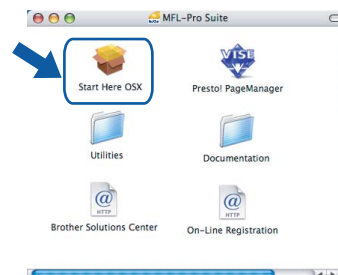 MFL-Pro Suite
VISE
Start Here OSX
Presto! PageManager
Utilities
Documentation
@
HTTP
@
HTTP
Brother Solutions Center
On-Line Registration